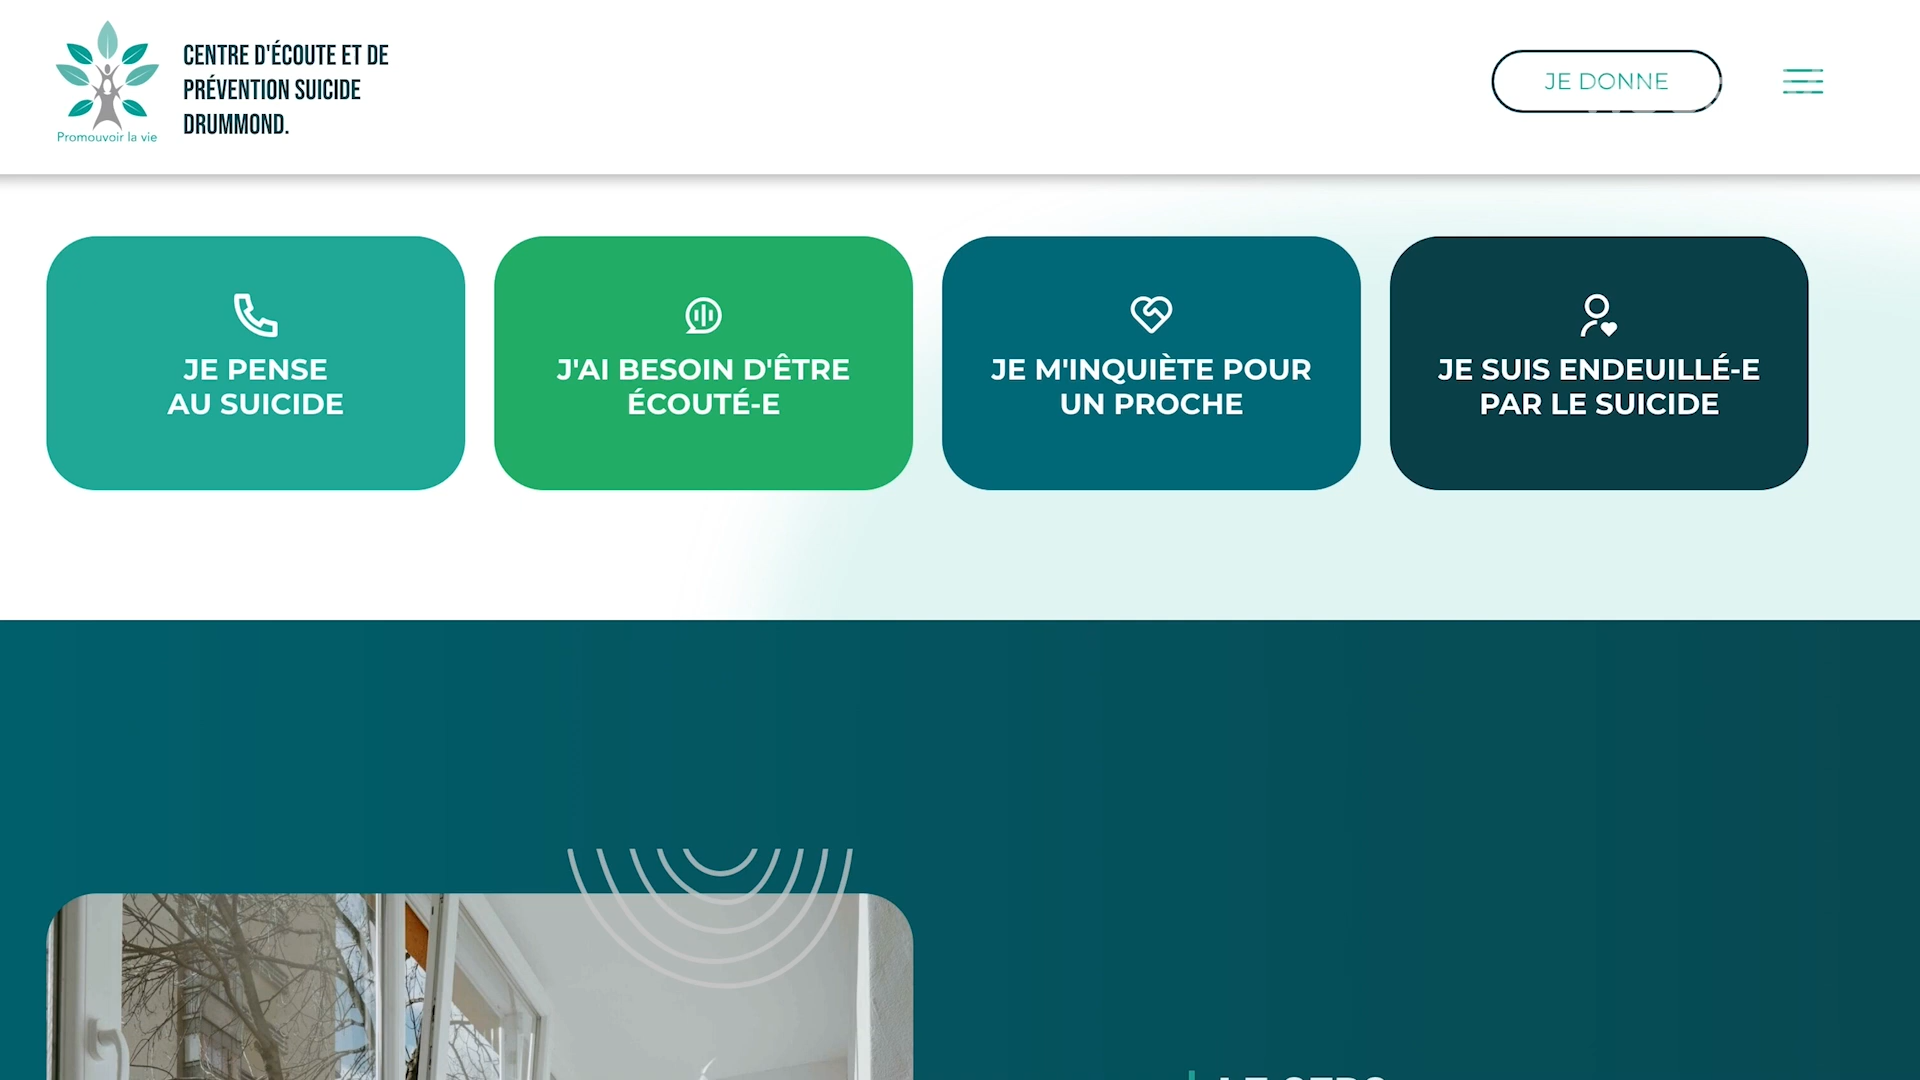 CENTRE D'ÉCOUTE ET DE
PRÉVENTION SUICIDE
DRUMMOND.
Promouvoir la vie
JE DONNE
JE PENSE
AU SUICIDE
J'AI BESOIN D'ÊTRE
ÉCOUTÉ-E
JE M'INQUIÈTE POUR
UN PROCHE
JE SUIS ENDEUILLÉ-E
PAR LE SUICIDE